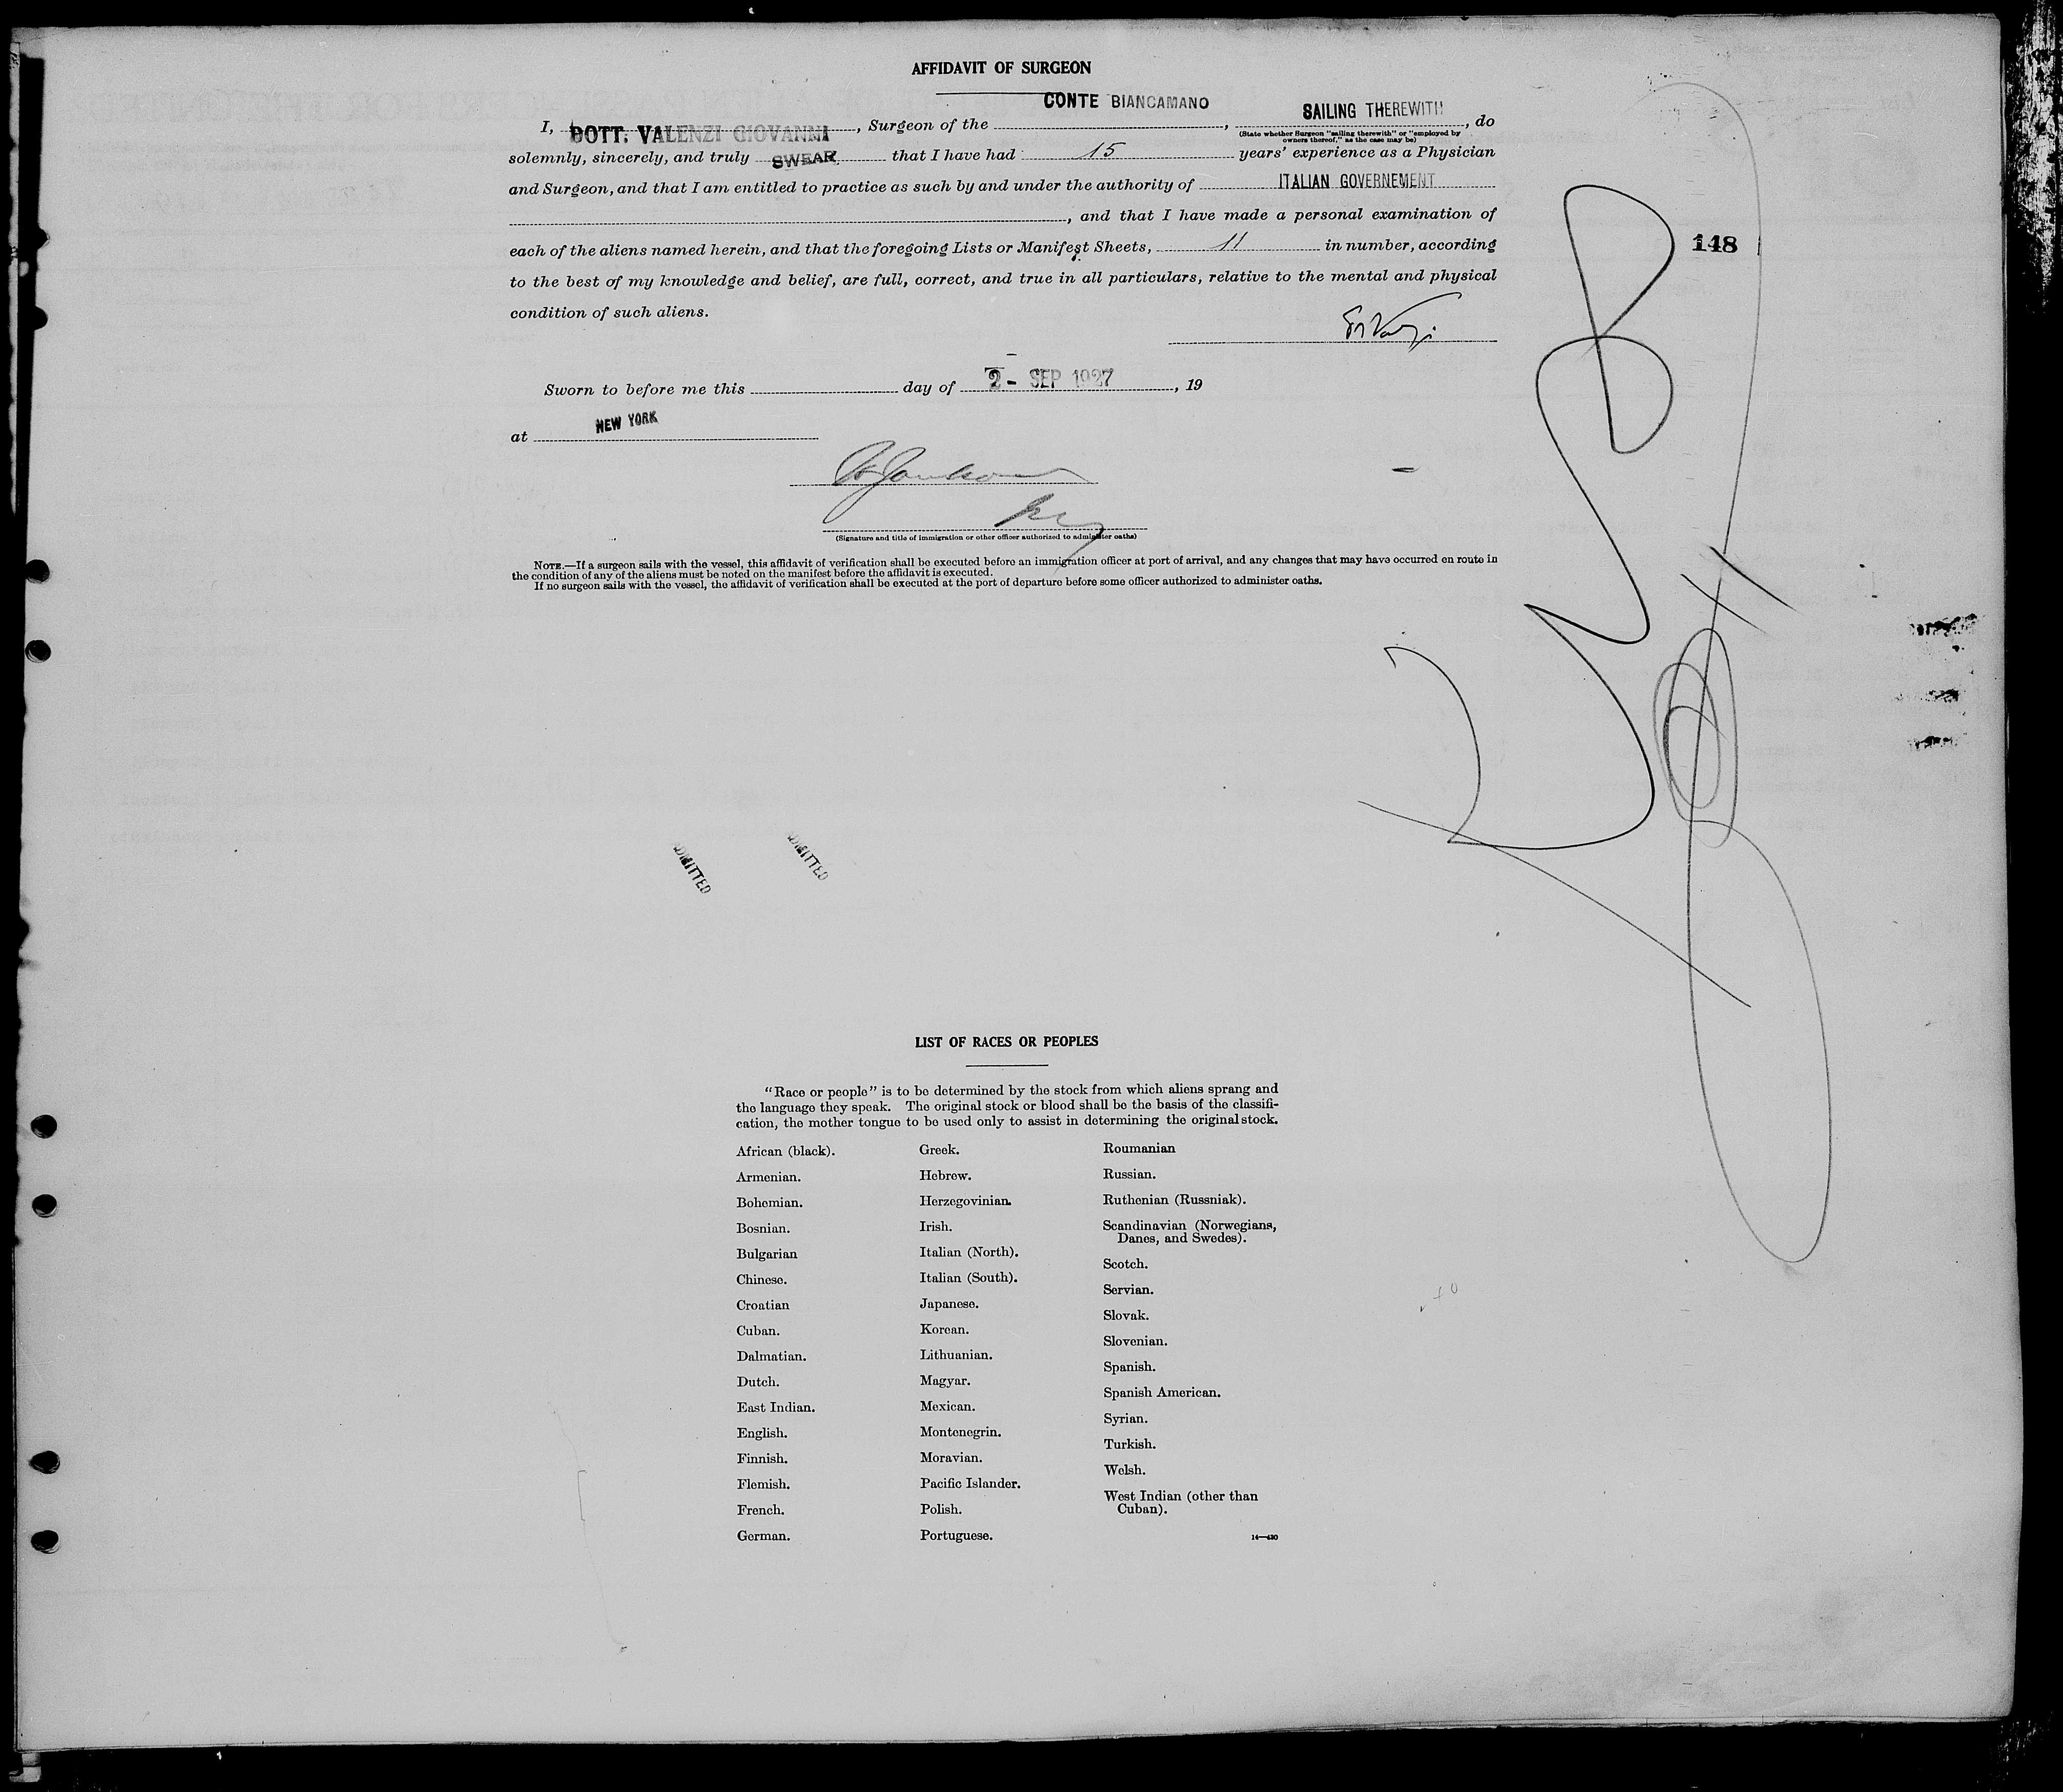 AFFIDAVIT OF SURGEON
I, DOTT. VALENZI GIOVANNI, Surgeon of the CONTE BIANCAMANO, SAILING THEREWITH, do
(State whether Surgeon "sailing therewith" or "employed by
owners thereof," as the case may be)
solemnly, sincerely, and truly SWEAR that I have had 15 years' experience as a Physician
and Surgeon, and that I am entitled to practice as such by and under the authority of ITALIAN GOVERNEMENT
, and that I have made a personal examination of
each of the aliens named herein, and that the foregoing Lists or Manifest Sheets, 11 in number, according
148
to the best of my knowledge and belief, are full, correct, and true in all particulars, relative to the mental and physical
condition of such aliens.
Sworn to before me this day of 2 - SEP 1927, 19
at NEW YORK
(Signature and title of immigration or other officer authorized to administer oaths)
NOTE.—If a surgeon sails with the vessel, this affidavit of verification shall be executed before an immigration officer at port of arrival, and any changes that may have occurred en route in
the condition of any of the aliens must be noted on the manifest before the affidavit is executed.
If no surgeon sails with the vessel, the affidavit of verification shall be executed at the port of departure before some officer authorized to administer oaths.
LIST OF RACES OR PEOPLES
"Race or people" is to be determined by the stock from which aliens sprang and
the language they speak. The original stock or blood shall be the basis of the classifi-
cation, the mother tongue to be used only to assist in determining the original stock.
African (black).
Armenian.
Bohemian.
Bosnian.
Bulgarian
Chinese.
Croatian
Cuban.
Dalmatian.
Dutch.
East Indian.
English.
Finnish.
Flemish.
French.
German.
Greek.
Hebrew.
Herzegovinian.
Irish.
Italian (North).
Italian (South).
Japanese.
Korean.
Lithuanian.
Magyar.
Mexican.
Montenegrin.
Moravian.
Pacific Islander.
Polish.
Portuguese.
Roumanian
Russian.
Ruthenian (Russniak).
Scandinavian (Norwegians,
Danes, and Swedes).
Scotch.
Servian.
Slovak.
Slovenian.
Spanish.
Spanish American.
Syrian.
Turkish.
Welsh.
West Indian (other than
Cuban).
14—430